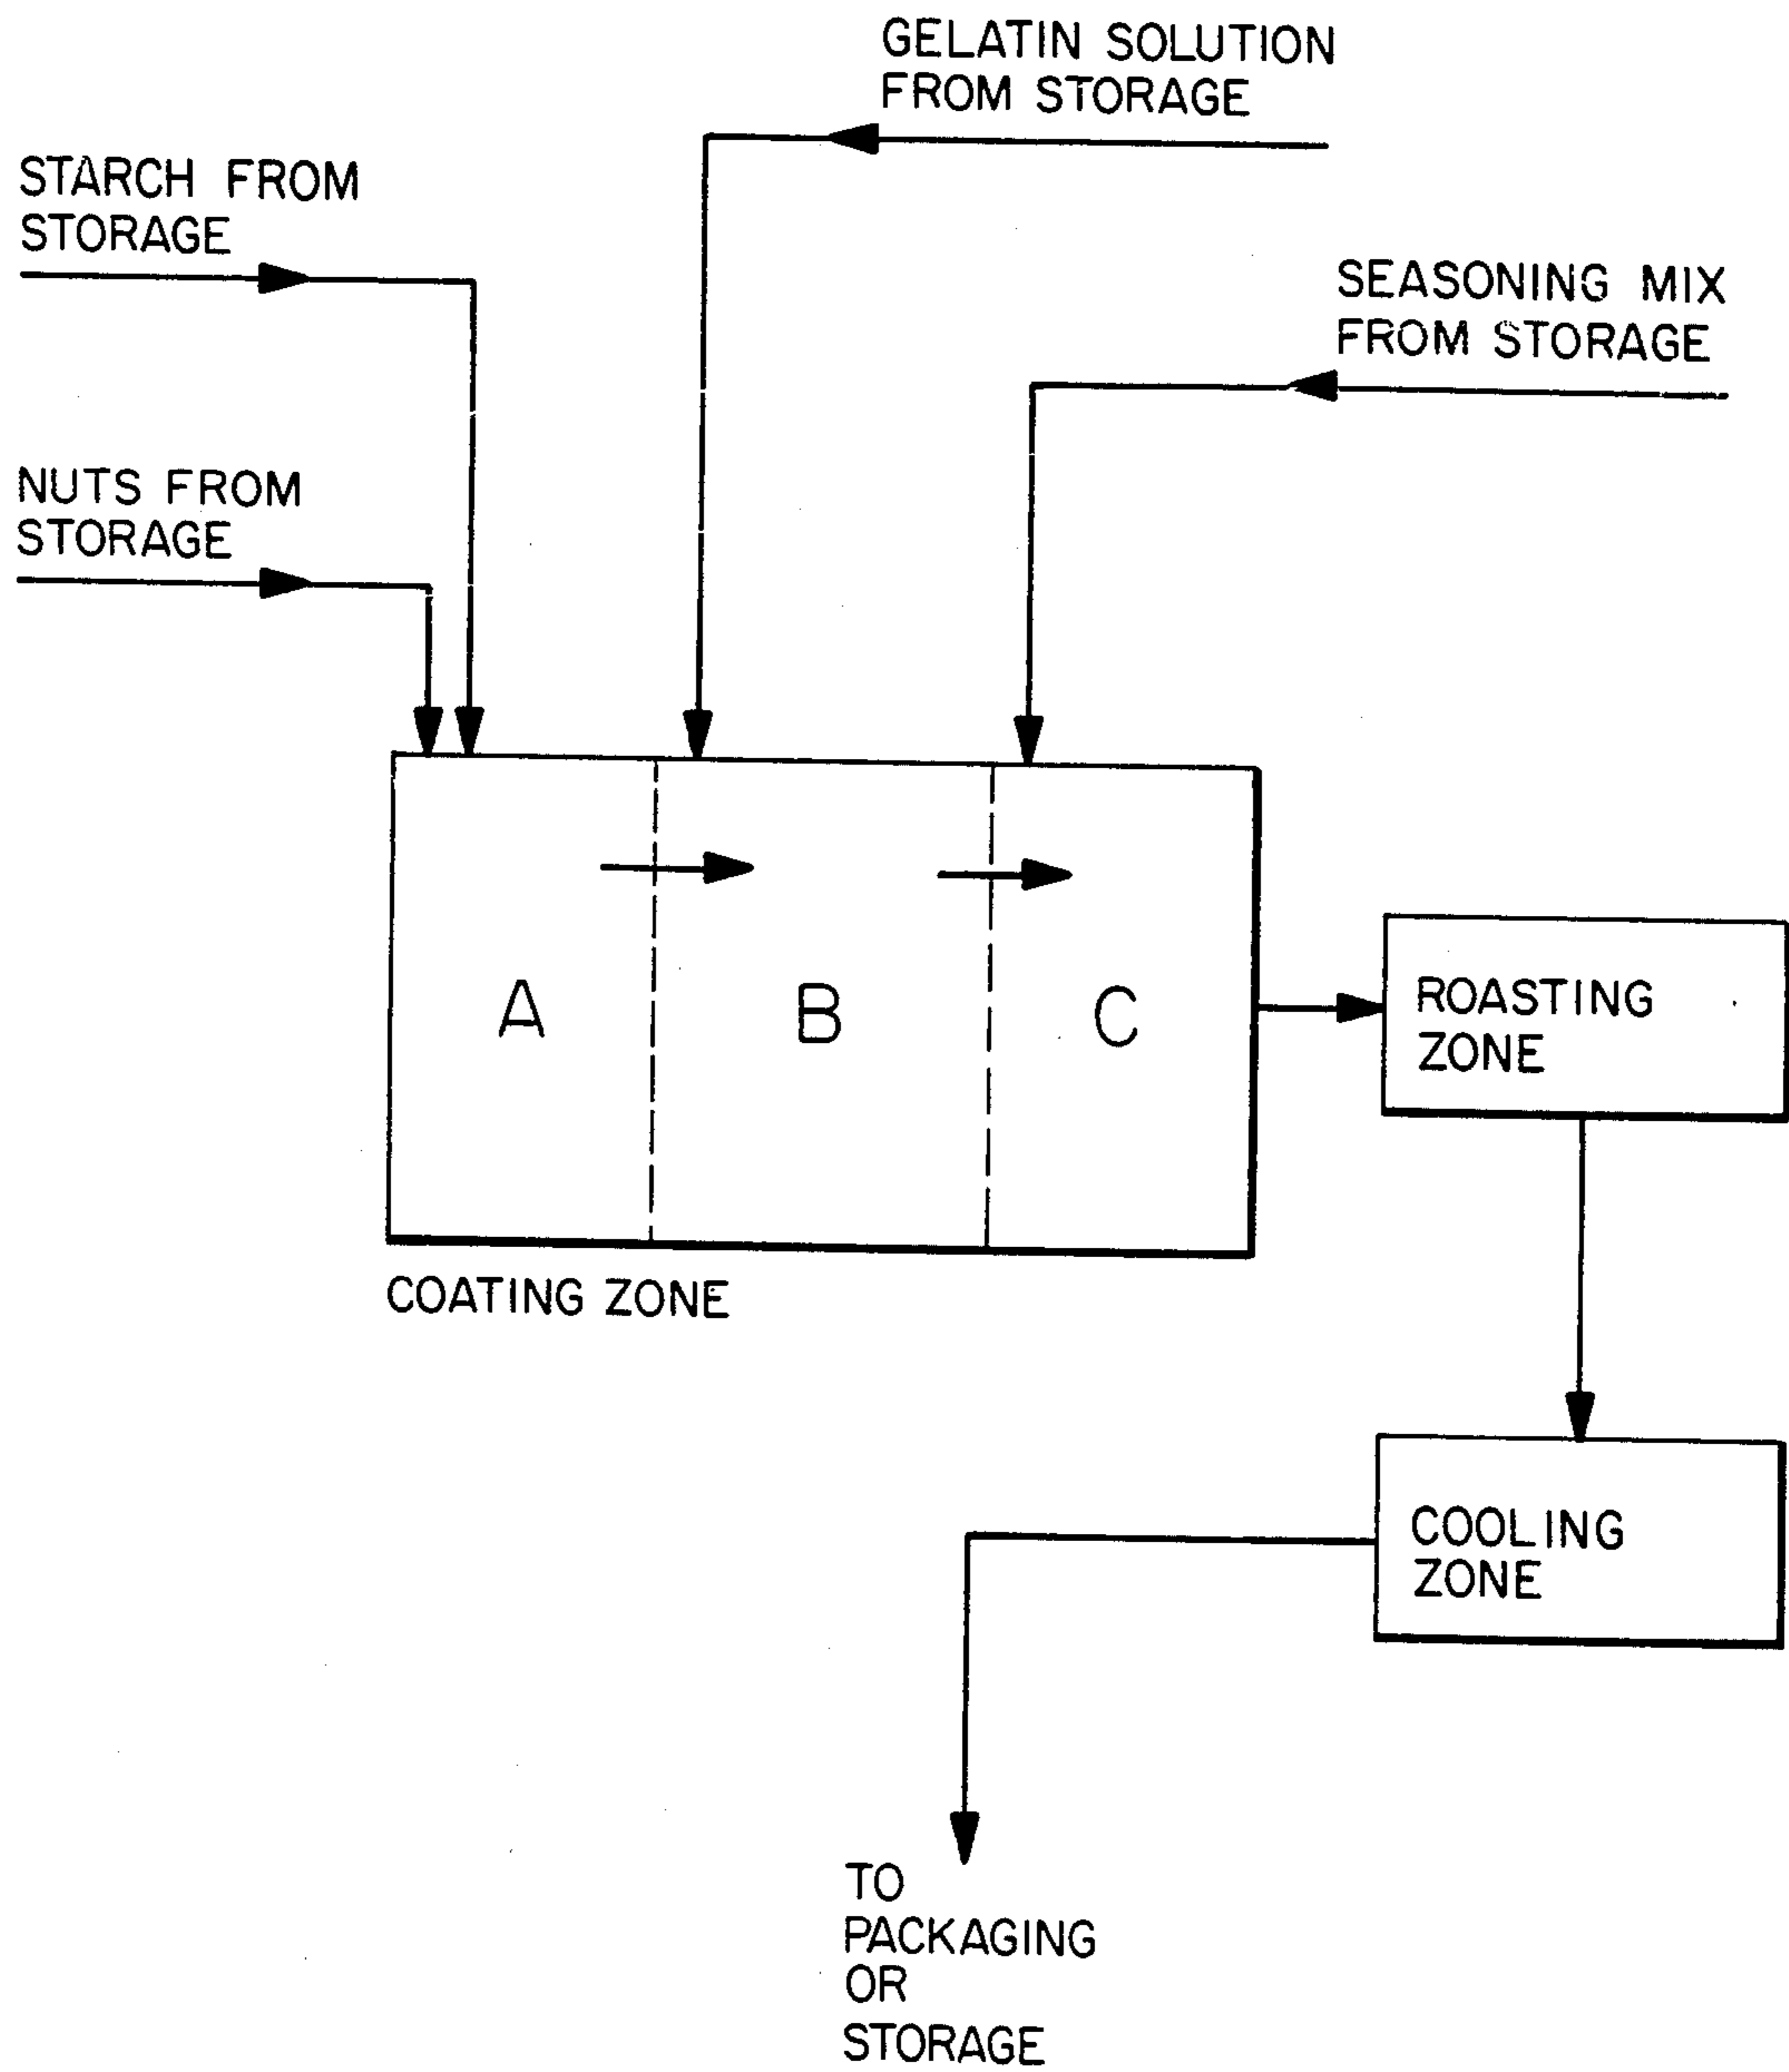 GELATIN SOLUTION
FROM STORAGE
STARCH FROM
STORAGE
SEASONING MIX
FROM STORAGE
NUTS FROM
STORAGE
A
B
C
ROASTING
ZONE
COATING ZONE
COOLING
ZONE
TO
PACKAGING
OR
STORAGE